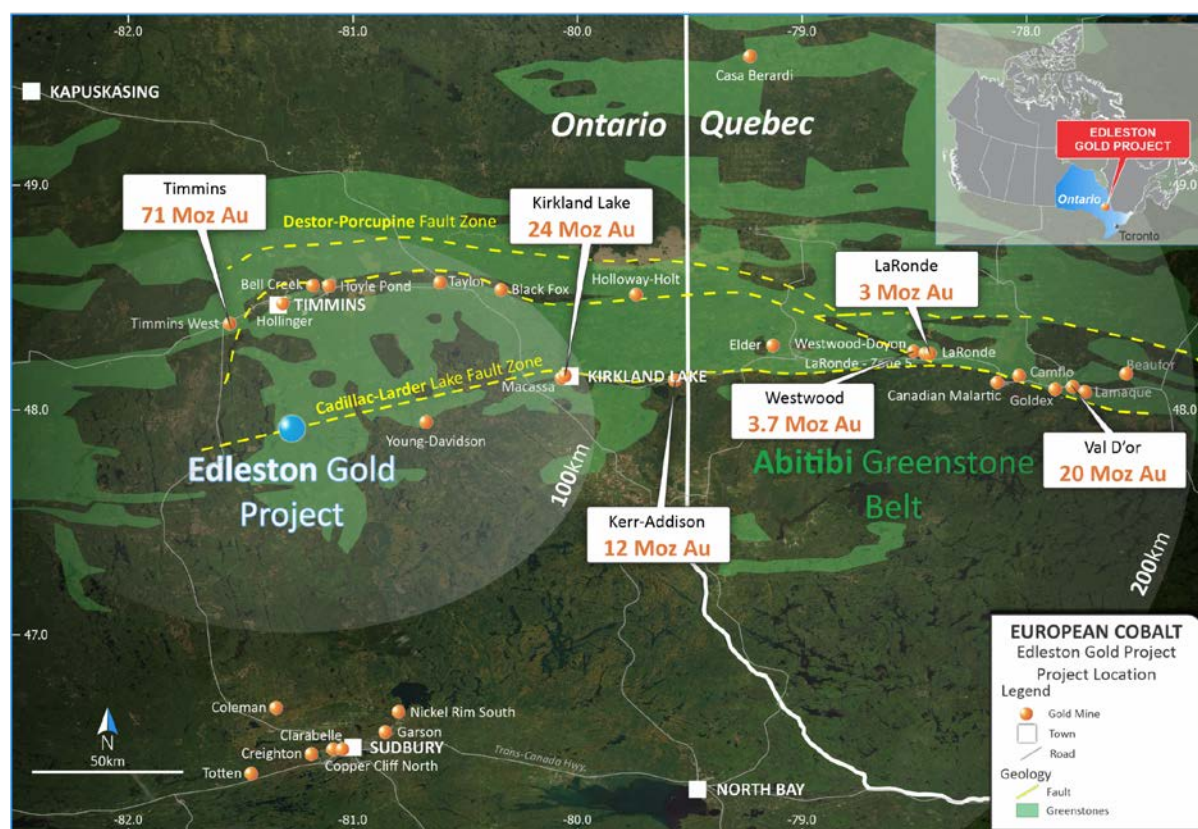 -82.0
-81.0
-80.0
-79.0
-78.0
KAPUSKASING
Casa Berardi
Ontario
Quebec
EDLESTON
GOLD PROJECT
Ontario
Toronto
49.0
49.0
Timmins
71 Moz Au
Destor-Porcupine Fault Zone
Kirkland Lake
24 Moz Au
Bell Creek
Hoyle Pond
Taylor
Black Fox
Holloway-Holt
LaRonde
3 Moz Au
TIMMINS
Hollinger
Timmins West
Elder
Westwood-Doyon
LaRonde
LaRonde - Zone 5
Cadillac-Larder Lake Fault Zone
Macassa
KIRKLAND LAKE
Camflo
Beaufor
Canadian Malartic
Goldex
Lamaque
48.0
48.0
Westwood
3.7 Moz Au
Young-Davidson
Edleston Gold
Project
100km
Abitibi Greenstone
Belt
Val D'or
20 Moz Au
Kerr-Addison
12 Moz Au
200km
47.0
EUROPEAN COBALT
Edleston Gold Project
Project Location
Legend
Gold Mine
Town
Road
Geology
Fault
Greenstones
Coleman
Nickel Rim South
Clarabelle
Garson
Creighton
SUDBURY
Copper Cliff North
Totten
Trans-Canada Hwy.
NORTH BAY
N
50km
-82.0
-81.0
-80.0
-79.0